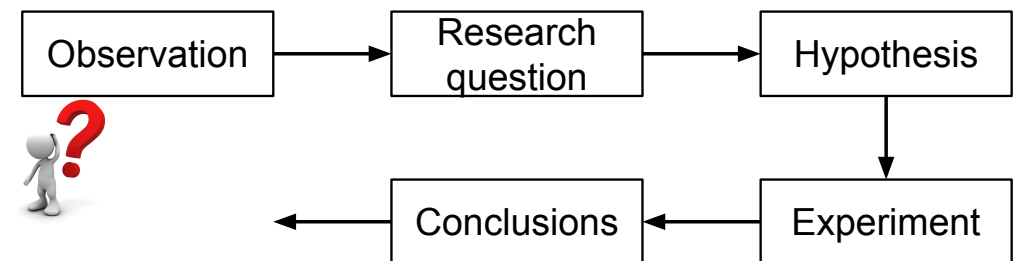 Observation
Research
question
Hypothesis
Conclusions
Experiment